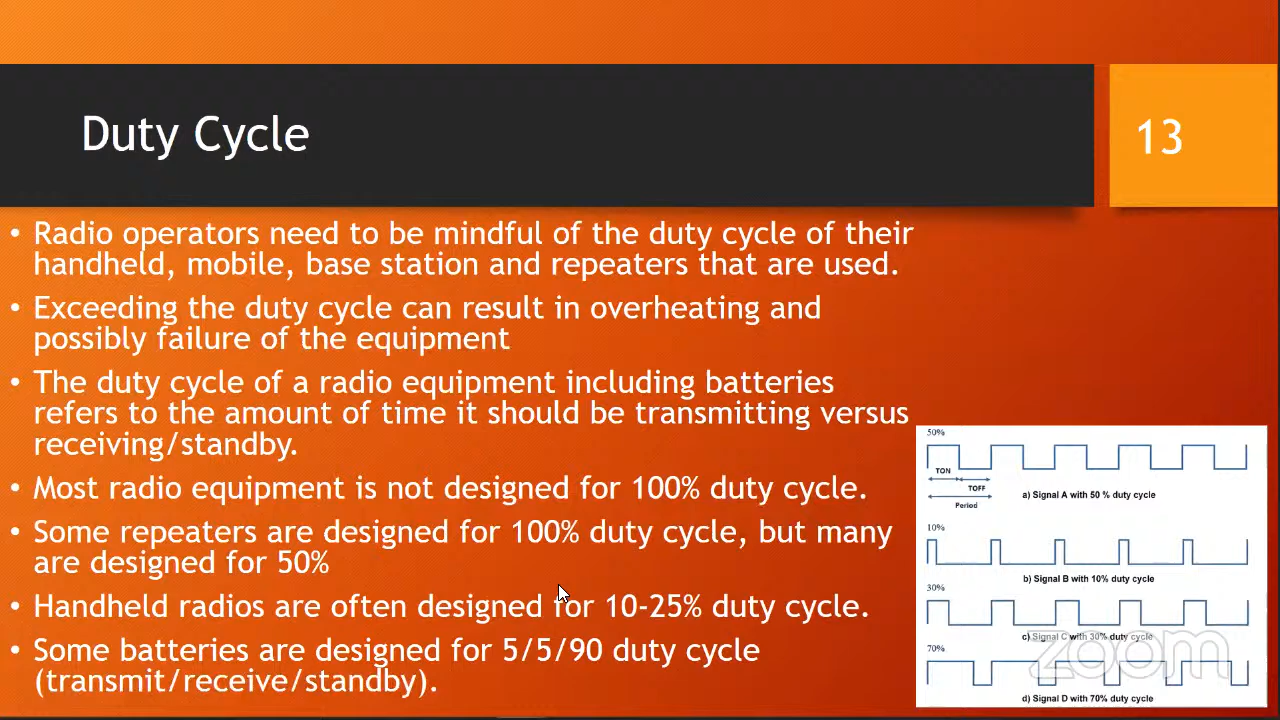 Duty Cycle
13
• Radio operators need to be mindful of the duty cycle of their
handheld, mobile, base station and repeaters that are used.
• Exceeding the duty cycle can result in overheating and
possibly failure of the equipment
• The duty cycle of a radio equipment including batteries
refers to the amount of time it should be transmitting versus
receiving/standby.
• Most radio equipment is not designed for 100% duty cycle.
• Some repeaters are designed for 100% duty cycle, but many
are designed for 50%
• Handheld radios are often designed for 10-25% duty cycle.
• Some batteries are designed for 5/5/90 duty cycle
(transmit/receive/standby).
50%
TON
TOFF
Period
a) Signal A with 50 % duty cycle
10%
b) Signal B with 10% duty cycle
30%
c) Signal C with 30% duty cycle
zoom
70%
d) Signal D with 70% duty cycle